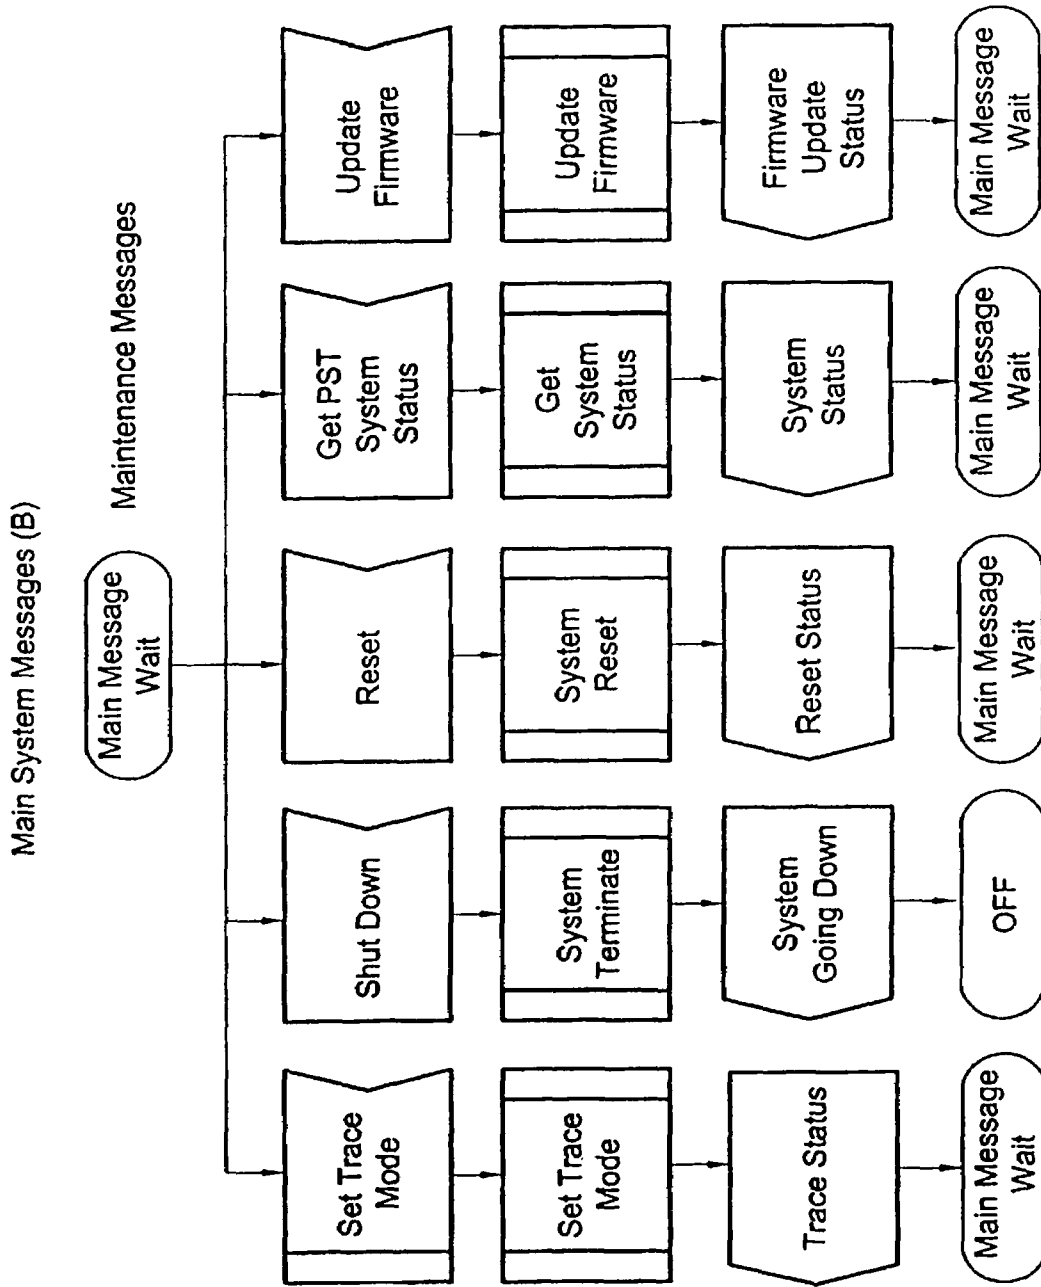 Main System Messages (B)
Main Message
Wait
Maintenance Messages
Set Trace
Mode
Shut Down
Reset
Get PST
System
Status
Update
Firmware
Set Trace
Mode
System
Terminate
System
Reset
Get
System
Status
Update
Firmware
Trace Status
System
Going Down
Reset Status
System
Status
Firmware
Update
Status
Main Message
Wait
OFF
Main Message
Wait
Main Message
Wait
Main Message
Wait